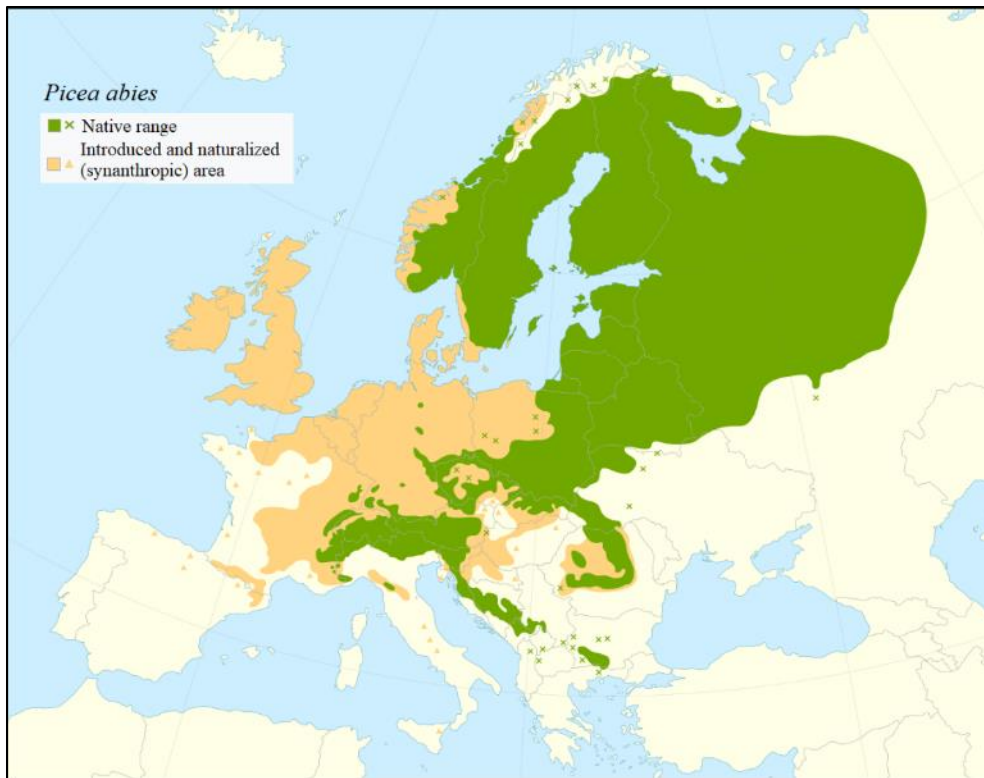 Picea abies
Native range
Introduced and naturalized
(synanthropic) area